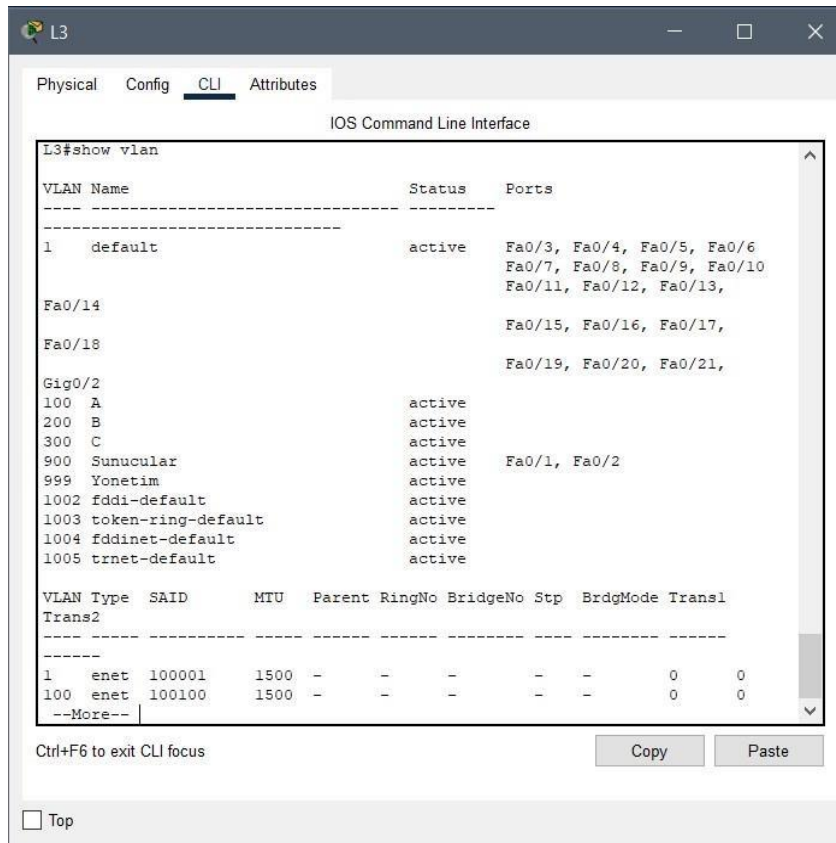 L3
Physical Config CLI Attributes
IOS Command Line Interface
L3#show vlan
VLAN Name                             Status    Ports
---- -------------------------------- --------- -------------------------------
1    default                          active    Fa0/3, Fa0/4, Fa0/5, Fa0/6
                                                Fa0/7, Fa0/8, Fa0/9, Fa0/10
                                                Fa0/11, Fa0/12, Fa0/13,
Fa0/14
                                                Fa0/15, Fa0/16, Fa0/17,
Fa0/18
                                                Fa0/19, Fa0/20, Fa0/21,
Gig0/2
100  A                                active
200  B                                active
300  C                                active
900  Sunucular                        active    Fa0/1, Fa0/2
999  Yonetim                          active
1002 fddi-default                     active
1003 token-ring-default               active
1004 fddinet-default                  active
1005 trnet-default                    active
VLAN Type  SAID       MTU   Parent RingNo BridgeNo Stp  BrdgMode Trans1
Trans2
---- ----- ---------- ----- ------ ------ -------- ---- -------- ------
------
1    enet  100001     1500  -      -      -        -    -        0      0
100  enet  100100     1500  -      -      -        -    -        0      0
 --More--
Ctrl+F6 to exit CLI focus
Copy Paste
Top